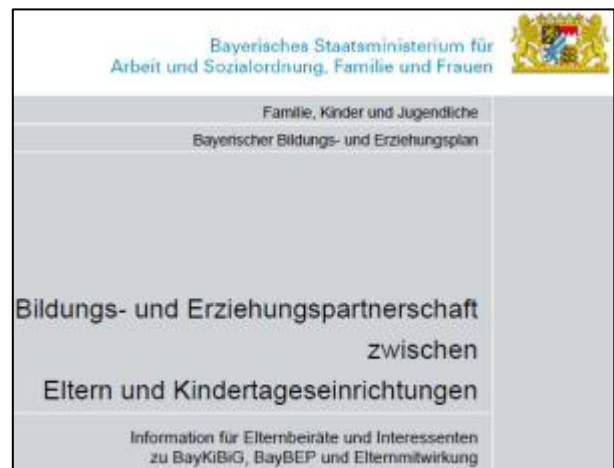 Bayerisches Staatsministerium für
Arbeit und Sozialordnung, Familie und Frauen
Familie, Kinder und Jugendliche
Bayerischer Bildungs- und Erziehungsplan
Bildungs- und Erziehungspartnerschaft
zwischen
Eltern und Kindertageseinrichtungen
Information für Elternbeiräte und Interessenten
zu BayKiBiG, BayBEP und Elternmitwirkung